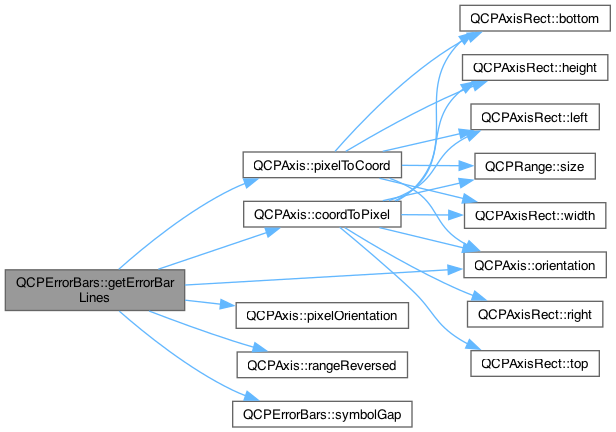 QCPErrorBars::getErrorBar
Lines
QCPAxis::pixelToCoord
QCPAxis::coordToPixel
QCPAxis::pixelOrientation
QCPAxis::rangeReversed
QCPErrorBars::symbolGap
QCPAxisRect::bottom
QCPAxisRect::height
QCPAxisRect::left
QCPRange::size
QCPAxisRect::width
QCPAxis::orientation
QCPAxisRect::right
QCPAxisRect::top